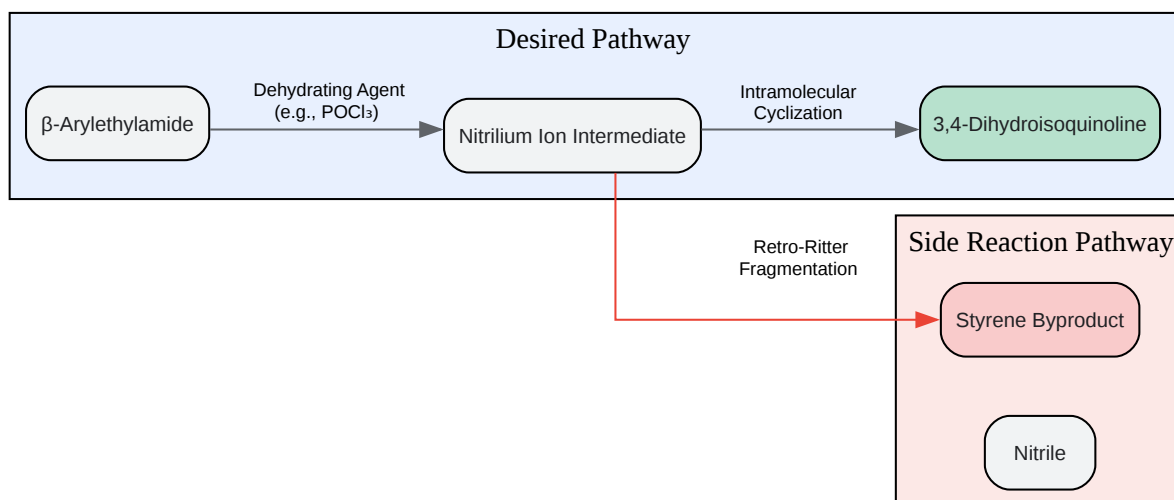 Desired Pathway
β-Arylethylamide
Dehydrating Agent
(e.g., POCl₃)
Nitrilium Ion Intermediate
Intramolecular
Cyclization
3,4-Dihydroisoquinoline
Retro-Ritter
Fragmentation
Side Reaction Pathway
Styrene Byproduct
Nitrile